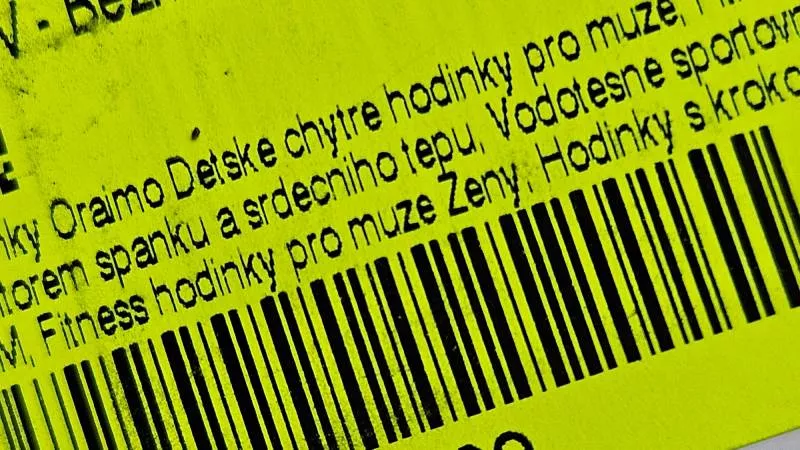 V - Bez
nky Oraimo Detske chytre hodinky pro muze,
torem spanku a srdecniho tepu, Vodotesne sportovn
M, Fitness hodinky pro muze Zeny, Hodinky s kroko